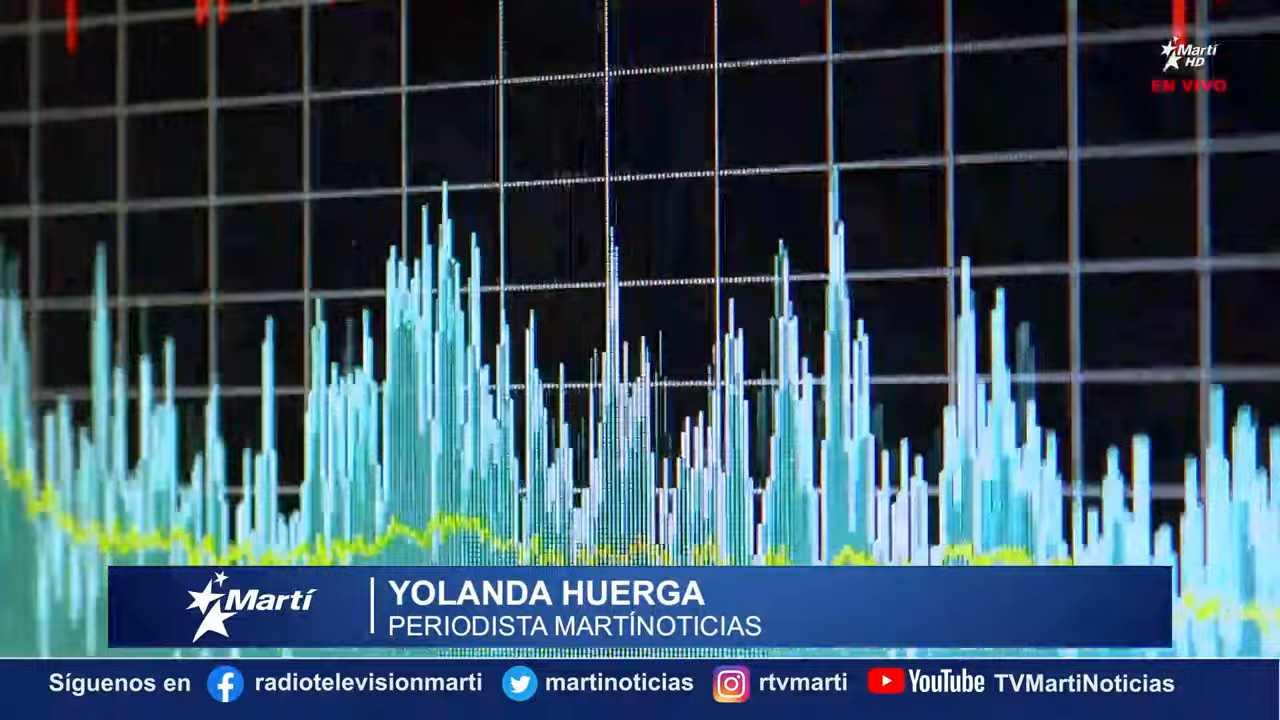 Martí
HD
EN VIVO
Martí
YOLANDA HUERGA
PERIODISTA MARTÍNOTICIAS
Síguenos en radiotelevisionmarti martinoticias rtvmarti YouTube TVMartiNoticias